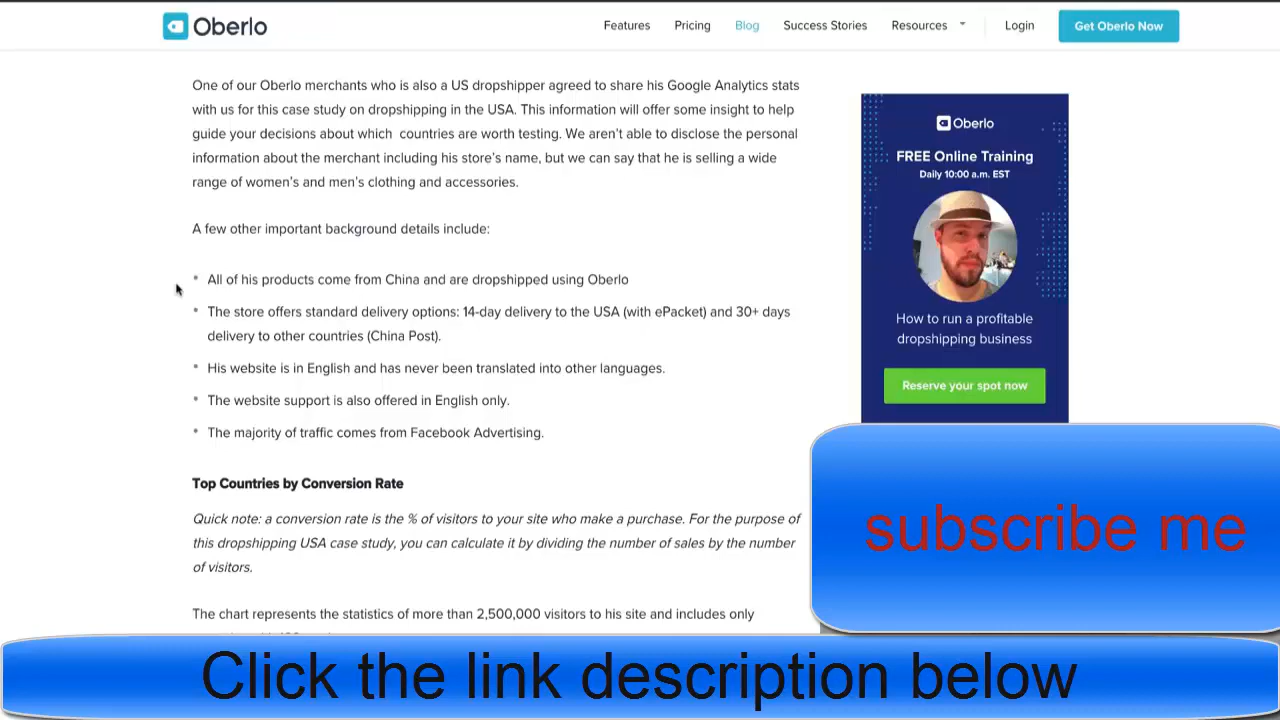 Oberlo
Features Pricing Blog Success Stories Resources Login Get Oberlo Now
One of our Oberlo merchants who is also a US dropshipper agreed to share his Google Analytics stats
with us for this case study on dropshipping in the USA. This information will offer some insight to help
guide your decisions about which countries are worth testing. We aren't able to disclose the personal
information about the merchant including his store's name, but we can say that he is selling a wide
range of women's and men's clothing and accessories.
A few other important background details include:
All of his products come from China and are dropshipped using Oberlo
The store offers standard delivery options: 14-day delivery to the USA (with ePacket) and 30+ days
delivery to other countries (China Post).
His website is in English and has never been translated into other languages.
The website support is also offered in English only.
The majority of traffic comes from Facebook Advertising.
Top Countries by Conversion Rate
Quick note: a conversion rate is the % of visitors to your site who make a purchase. For the purpose of
this dropshipping USA case study, you can calculate it by dividing the number of sales by the number
of visitors.
The chart represents the statistics of more than 2,500,000 visitors to his site and includes only
Oberlo
FREE Online Training
Daily 10:00 a.m. EST
How to run a profitable
dropshipping business
Reserve your spot now
subscribe me
Click the link description below